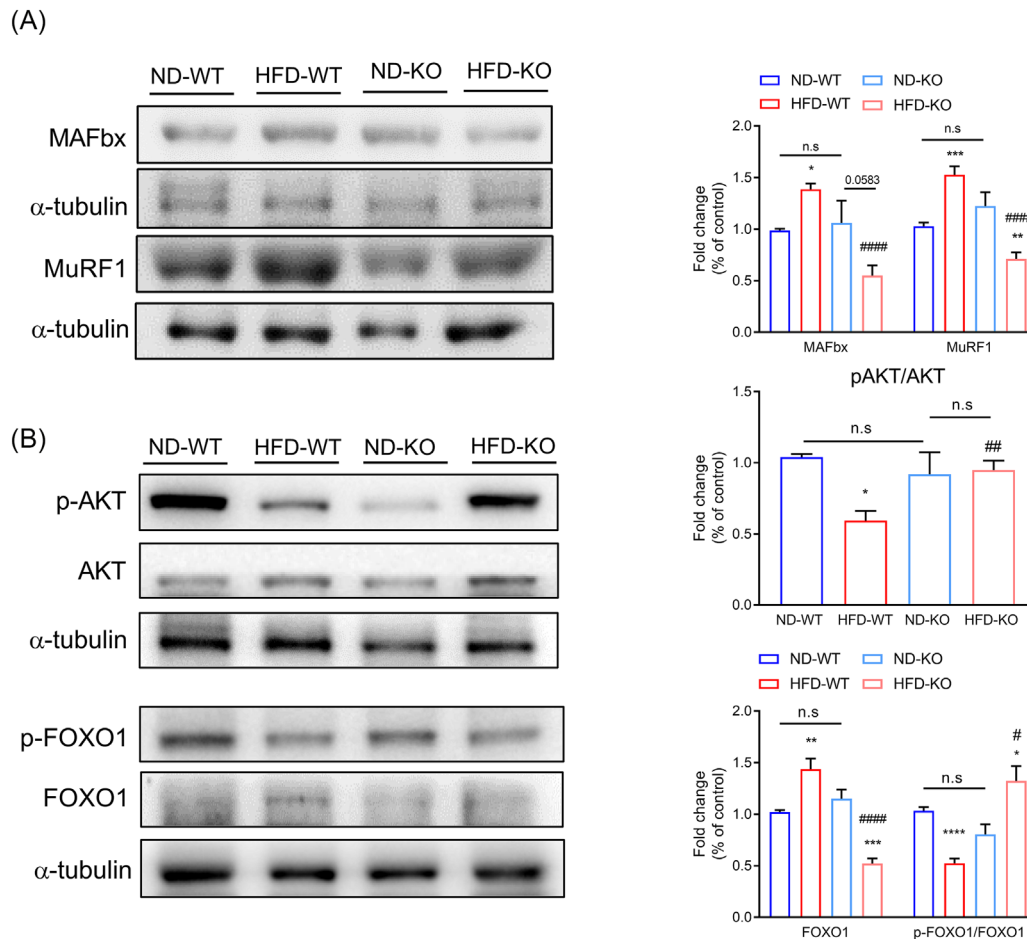 (A)
ND-WT HFD-WT ND-KO HFD-KO
MAFbx
α-tubulin
MuRF1
α-tubulin
ND-WT ND-KO
HFD-WT HFD-KO
Fold change
(% of control)
2.0
1.5
1.0
0.5
0.0
n.s
*
0.0583
####
n.s
***
###
**
MAFbx MuRF1
(B)
ND-WT HFD-WT ND-KO HFD-KO
p-AKT
AKT
α-tubulin
pAKT/AKT
Fold change
(% of control)
1.5
1.0
0.5
0.0
n.s
n.s
*
##
ND-WT HFD-WT ND-KO HFD-KO
p-FOXO1
FOXO1
α-tubulin
ND-WT ND-KO
HFD-WT HFD-KO
Fold change
(% of control)
2.0
1.5
1.0
0.5
0.0
n.s
**
####
***
n.s
****
#
*
FOXO1 p-FOXO1/FOXO1